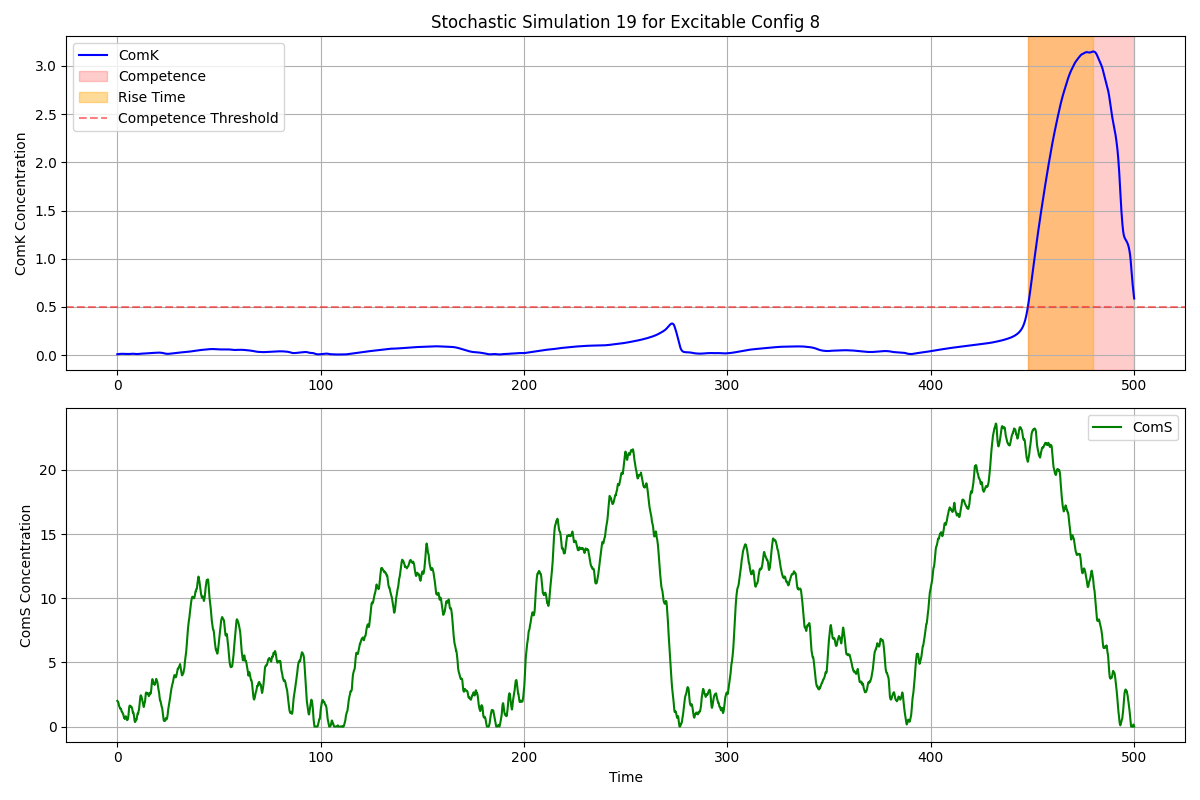 Stochastic Simulation 19 for Excitable Config 8
ComK
Competence
Rise Time
Competence Threshold
ComK Concentration
3.0
2.5
2.0
1.5
1.0
0.5
0.0
0 100 200 300 400 500
ComS
ComS Concentration
20
15
10
5
0
0 100 200 300 400 500
Time